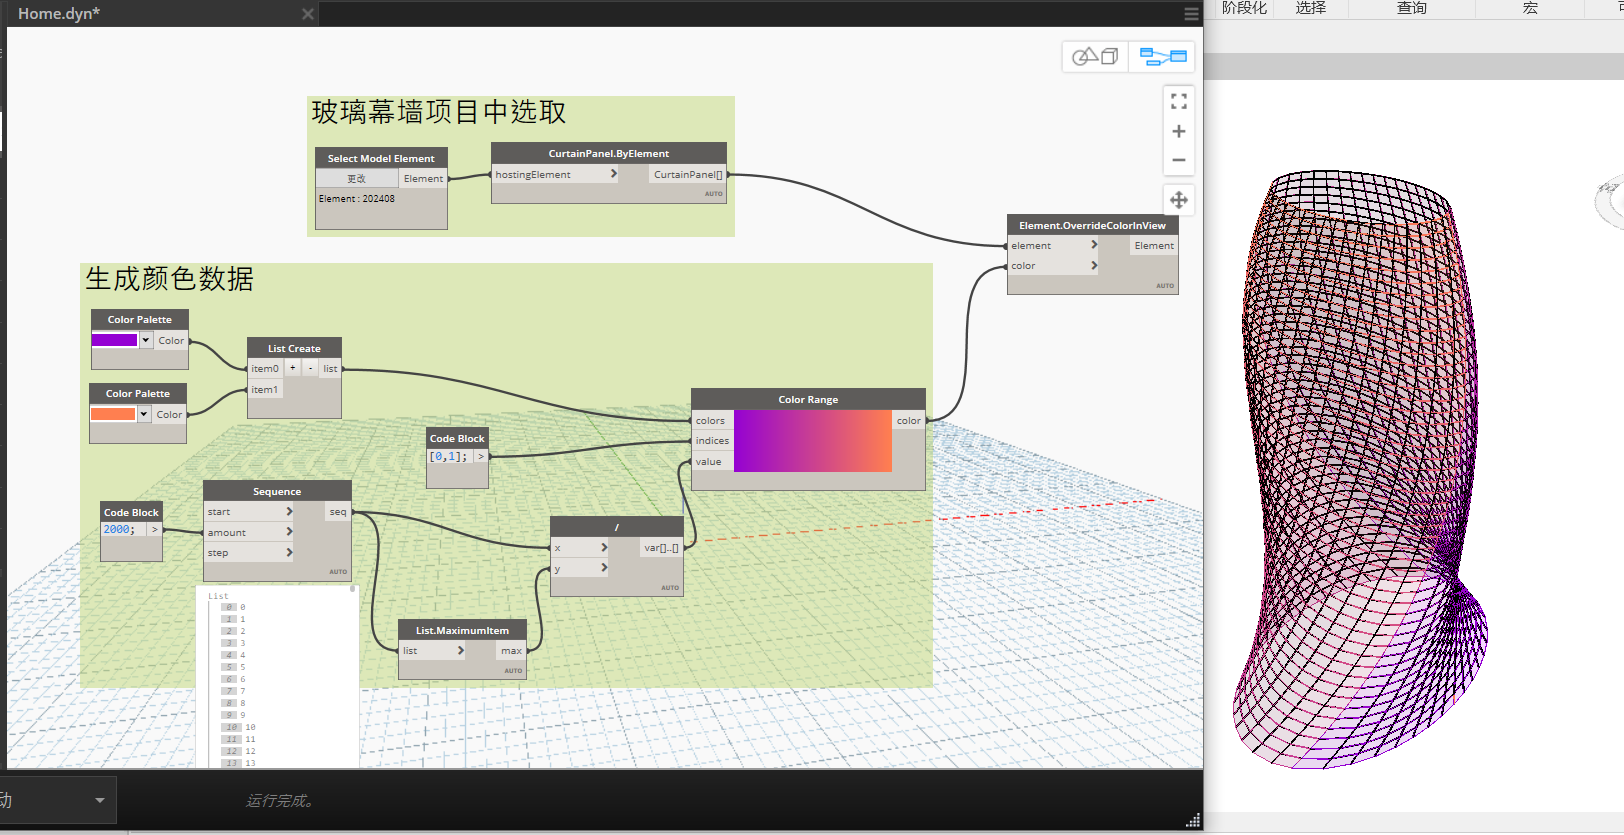 Home.dyn*
阶段化
选择
查询
宏
玻璃幕墙项目中选取
Select Model Element
更改
Element
Element : 202408
CurtainPanel.ByElement
hostingElement > CurtainPanel[]
AUTO
Element.OverrideColorInView
element > Element
color >
AUTO
生成颜色数据
Color Palette
Color
Color Palette
Color
List Create
item0 + - list
item1
Code Block
[0,1]; >
Color Range
colors
indices
value
color
Code Block
2000; >
Sequence
start > seq
amount >
step >
AUTO
/
x > var[]..[]
y >
AUTO
List.MaximumItem
list > max
AUTO
List
0 0
1 1
2 2
3 3
4 4
5 5
6 6
7 7
8 8
9 9
10 10
11 11
12 12
13 13
动
运行完成。